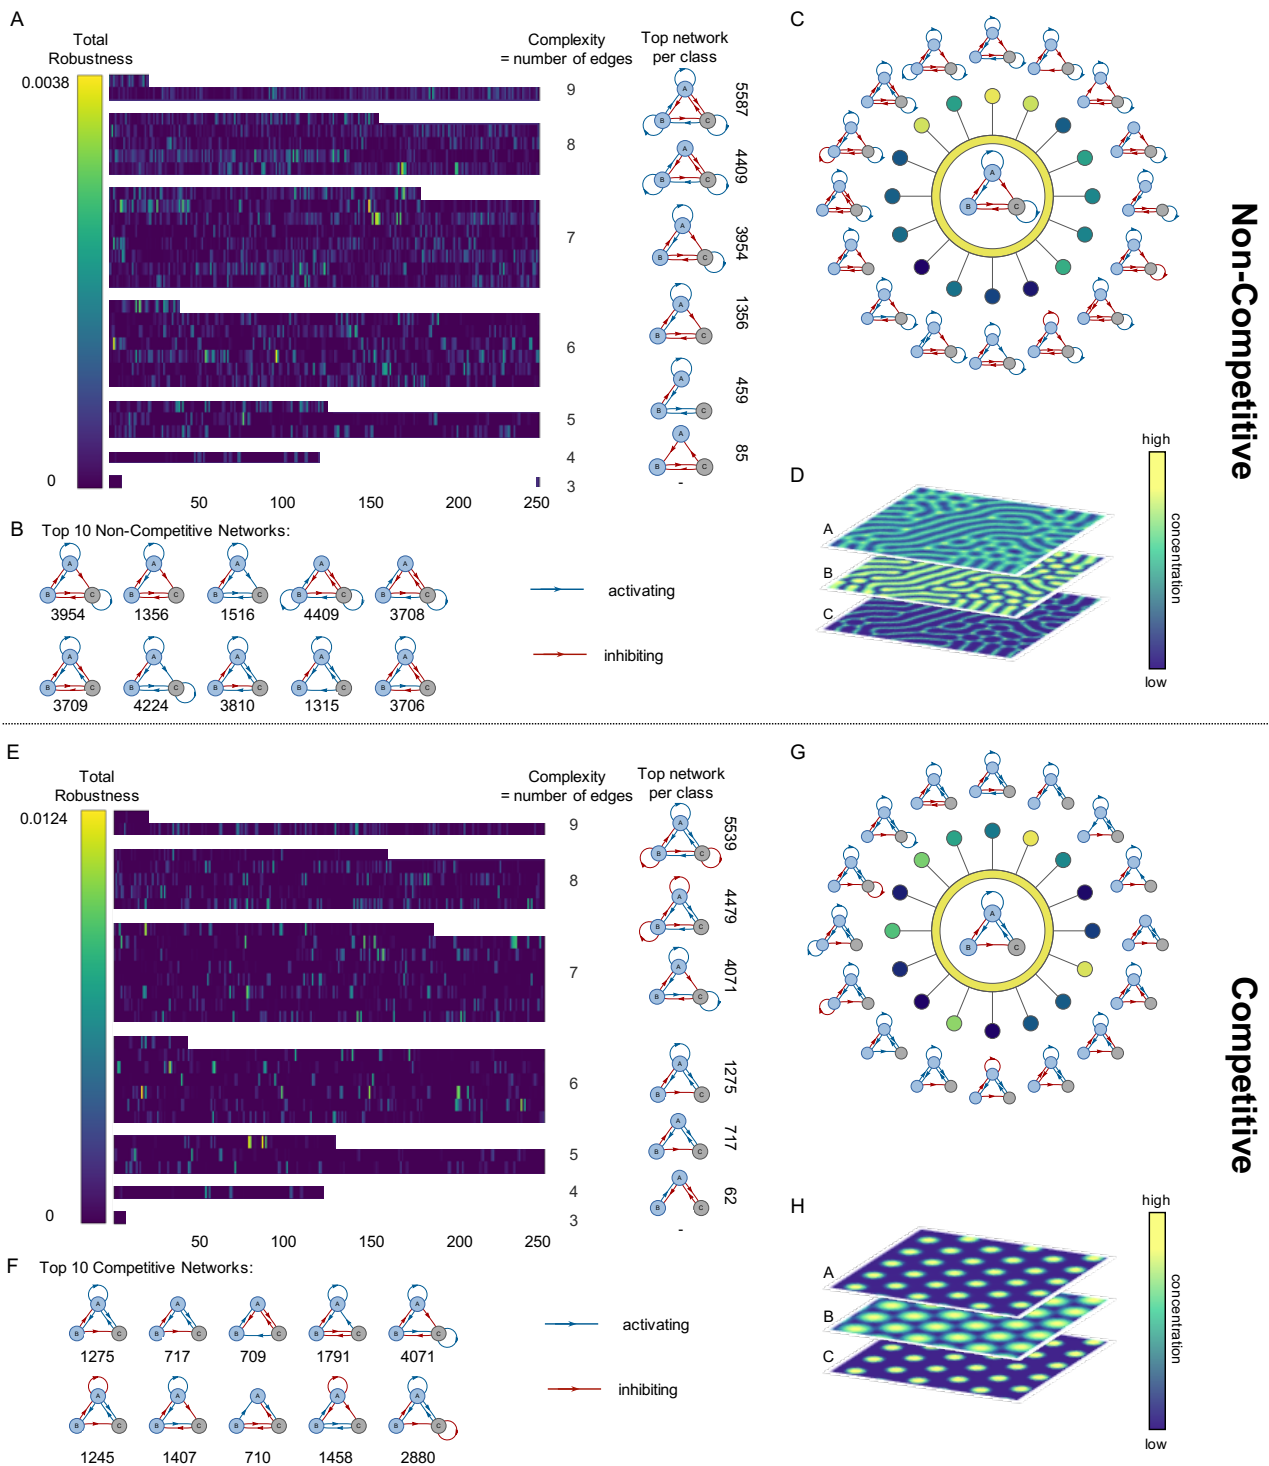 A
Total
Robustness
0.0038
0
Complexity
= number of edges
Top network
per class
9
8
7
6
5
4
3
5587
4409
3954
1356
459
85
-
50
100
150
200
250
B
Top 10 Non-Competitive Networks:
3954
1356
1516
4409
3708
3709
4224
3810
1315
3706
activating
inhibiting
C
Non-Competitive
D
A
B
C
high
concentration
low
E
Total
Robustness
0.0124
0
Complexity
= number of edges
Top network
per class
9
8
7
6
5
4
3
5539
4479
4071
1275
717
62
-
50
100
150
200
250
F
Top 10 Competitive Networks:
1275
717
709
1791
4071
1245
1407
710
1458
2880
activating
inhibiting
G
Competitive
H
A
B
C
high
concentration
low